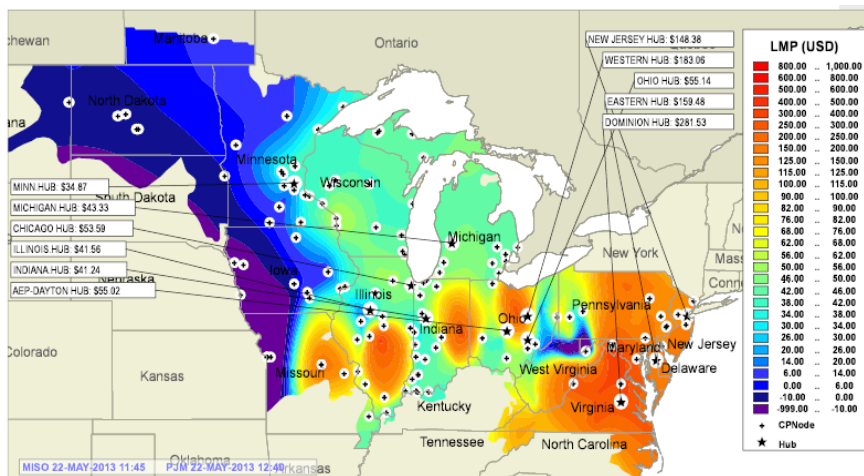 chewan
Manitoba
Ontario
Quebec
NEW JERSEY HUB: $148.38
WESTERN HUB: $183.06
OHIO HUB: $55.14
EASTERN HUB: $159.48
DOMINION HUB: $281.53
LMP (USD)
800.00 .. 1,000.00
600.00 .. 800.00
500.00 .. 600.00
400.00 .. 500.00
300.00 .. 400.00
250.00 .. 300.00
200.00 .. 250.00
150.00 .. 200.00
125.00 .. 150.00
115.00 .. 125.00
100.00 .. 115.00
90.00 .. 100.00
82.00 .. 90.00
76.00 .. 82.00
68.00 .. 76.00
62.00 .. 68.00
56.00 .. 62.00
50.00 .. 56.00
46.00 .. 50.00
42.00 .. 46.00
38.00 .. 42.00
34.00 .. 38.00
30.00 .. 34.00
26.00 .. 30.00
20.00 .. 26.00
14.00 .. 20.00
6.00 .. 14.00
0.00 .. 6.00
-10.00 .. 0.00
-999.00 .. -10.00
CPNode
Hub
North Dakota
ana
Minnesota
Wisconsin
South Dakota
MINN HUB: $34.87
MICHIGAN HUB: $43.33
CHICAGO HUB: $53.59
ILLINOIS HUB: $41.56
INDIANA HUB: $41.24
AEP-DAYTON HUB: $55.02
Michigan
New York
Mass
Conne
Nebraska
Iowa
Illinois
Indiana
Ohio
Pennsylvania
New Jersey
Maryland
Delaware
Colorado
Kansas
Missouri
West Virginia
Kentucky
Virginia
Tennessee
North Carolina
Oklahoma
Arkansas
MISO 22-MAY-2013 11:45 PJM 22-MAY-2013 12:40